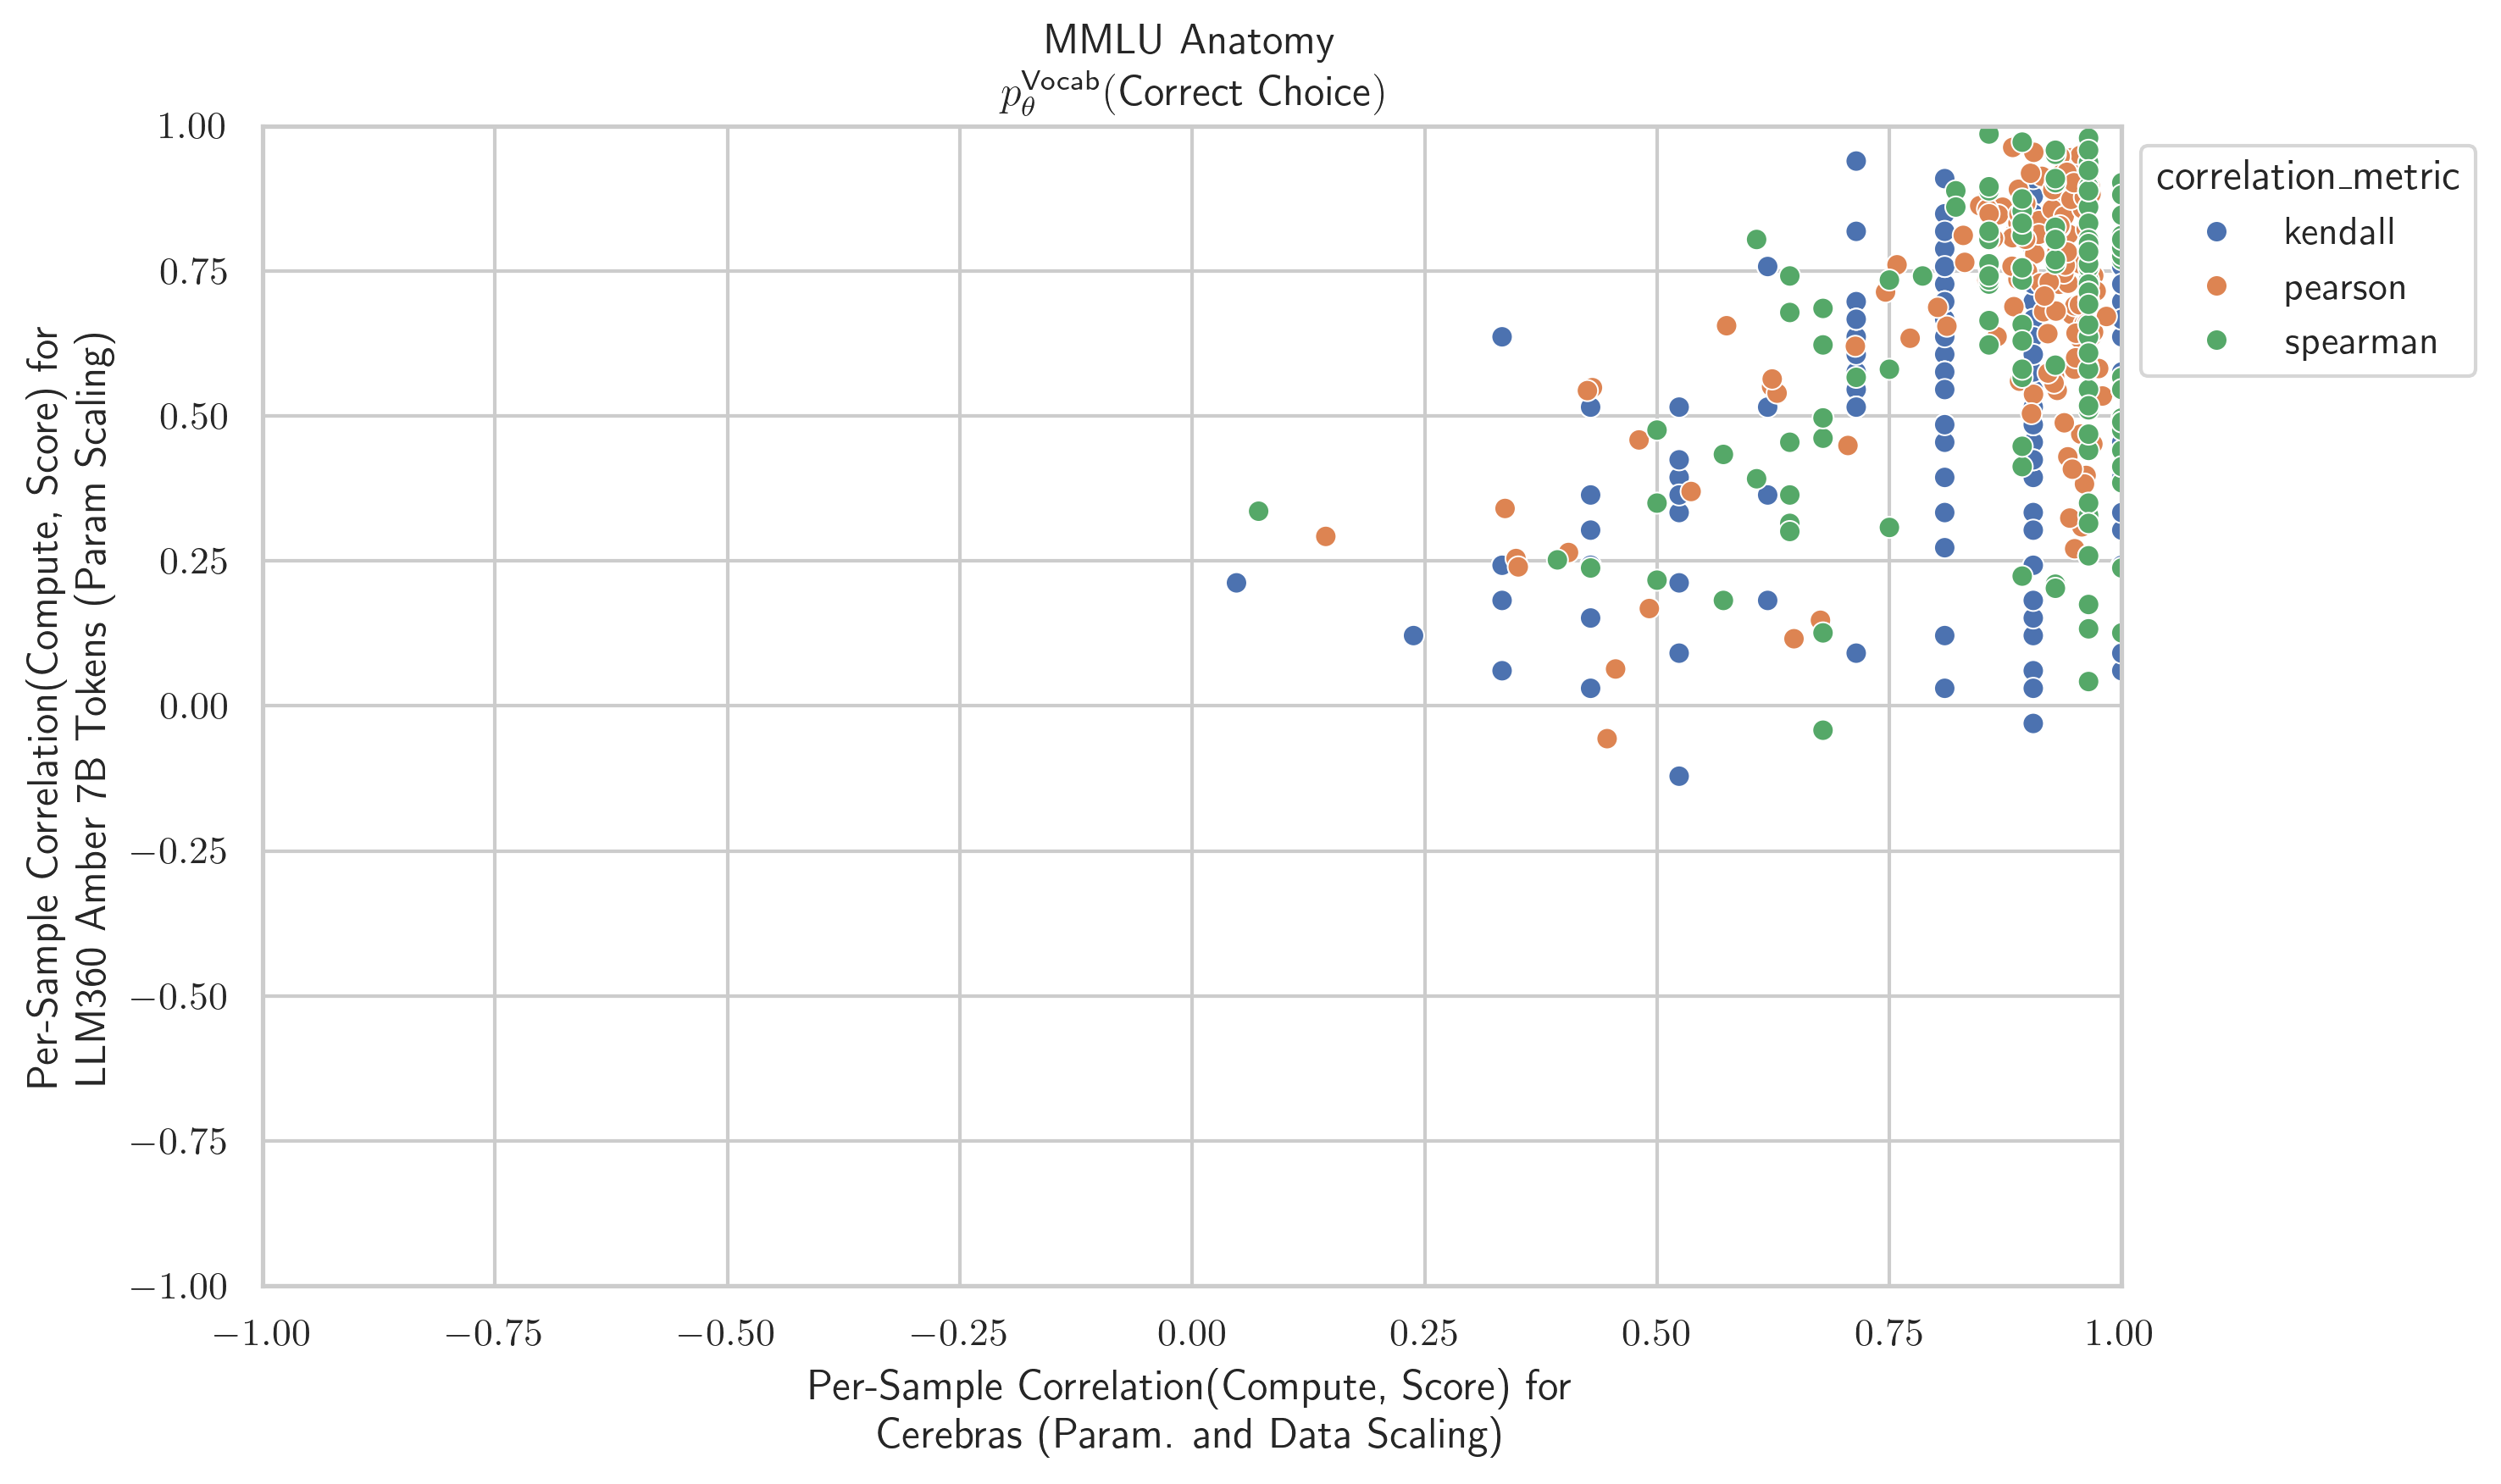 MMLU Anatomy
$p_{\theta}^{\text{Vocab}}$(Correct Choice)
Per-Sample Correlation(Compute, Score) for
LLM360 Amber 7B Tokens (Param Scaling)
1.00
0.75
0.50
0.25
0.00
−0.25
−0.50
−0.75
−1.00
−1.00 −0.75 −0.50 −0.25 0.00 0.25 0.50 0.75 1.00
Per-Sample Correlation(Compute, Score) for
Cerebras (Param. and Data Scaling)
correlation_metric
kendall
pearson
spearman